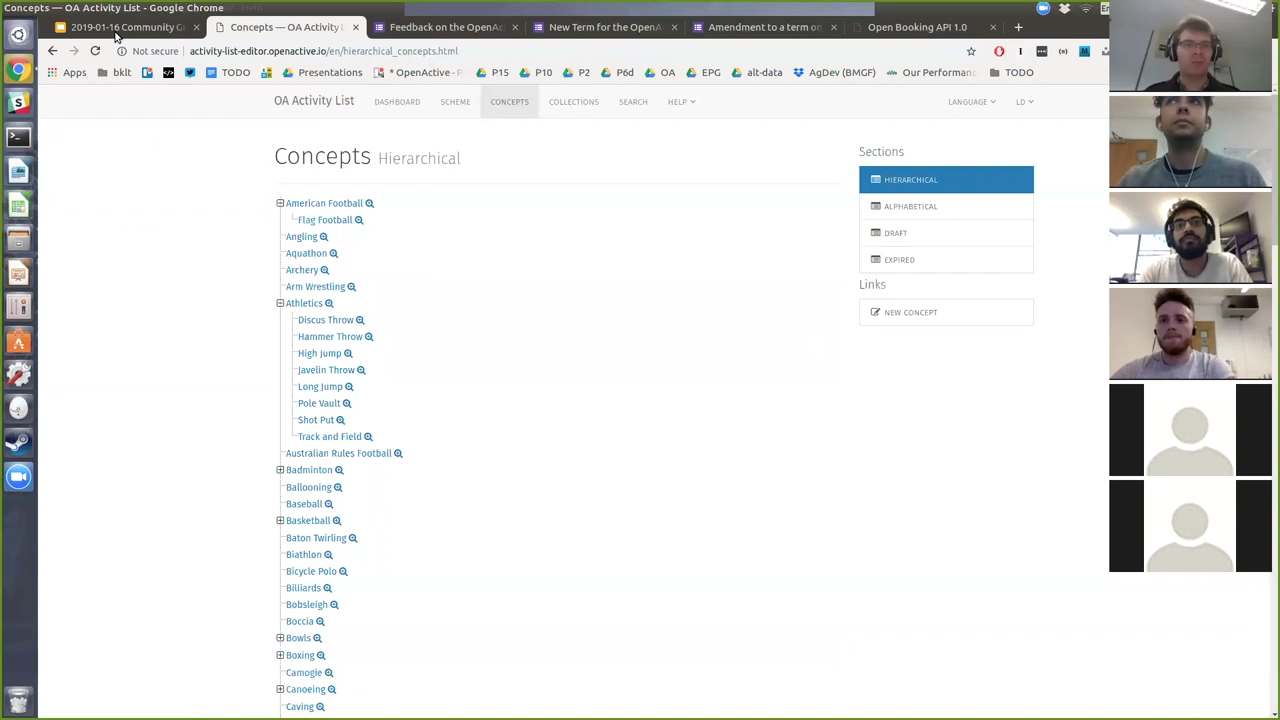 Concepts — OA Activity List - Google Chrome
2019-01-16 Community G
Concepts — OA Activity L
Feedback on the OpenAc
New Term for the OpenA
Amendment to a term on
Open Booking API 1.0
Not secure
activity-list-editor.openactive.io/en/hierarchical_concepts.html
Apps
bklt
TODO
Presentations
* OpenActive - P
P15
P10
P2
P6d
OA
EPG
alt-data
AgDev (BMGF)
Our Performanc
TODO
OA Activity List
DASHBOARD
SCHEME
CONCEPTS
COLLECTIONS
SEARCH
HELP
LANGUAGE
LD
Concepts Hierarchical
American Football
Flag Football
Angling
Aquathon
Archery
Arm Wrestling
Athletics
Discus Throw
Hammer Throw
High Jump
Javelin Throw
Long Jump
Pole Vault
Shot Put
Track and Field
Australian Rules Football
Badminton
Ballooning
Baseball
Basketball
Baton Twirling
Biathlon
Bicycle Polo
Billiards
Bobsleigh
Boccia
Bowls
Boxing
Camogie
Canoeing
Caving
Sections
HIERARCHICAL
ALPHABETICAL
DRAFT
EXPIRED
Links
NEW CONCEPT